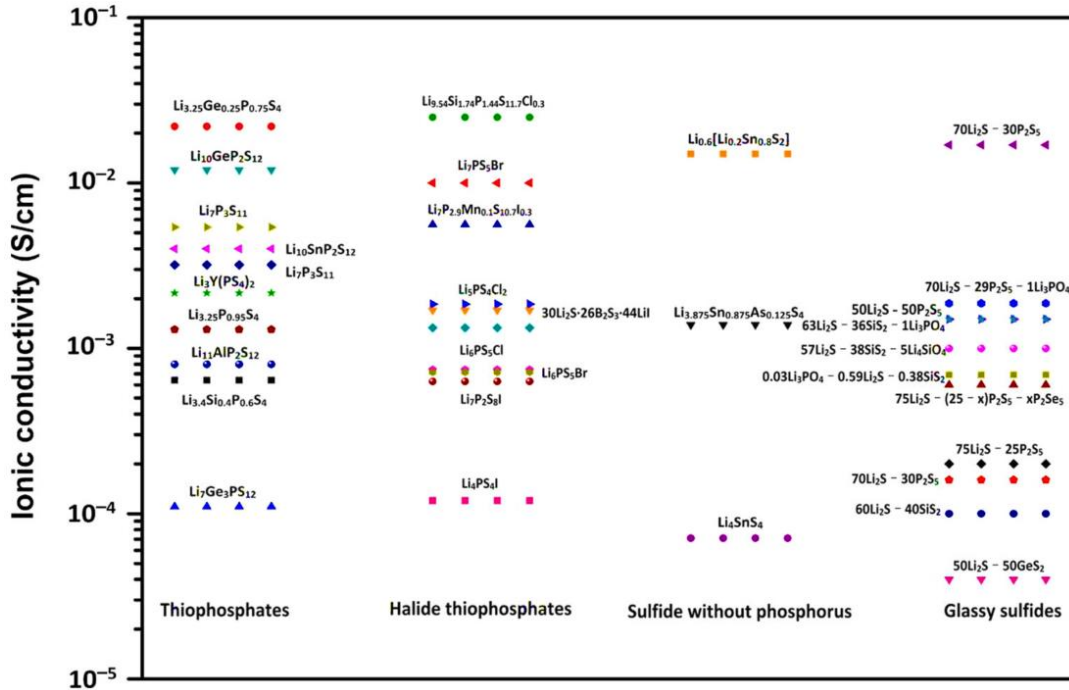 Ionic conductivity (S/cm)
10⁻¹
10⁻²
10⁻³
10⁻⁴
10⁻⁵
Li₃.₂₅Ge₀.₂₅P₀.₇₅S₄
Li₁₀GeP₂S₁₂
Li₇P₃S₁₁
Li₁₀SnP₂S₁₂
Li₇P₃S₁₁
Li₃Y(PS₄)₂
Li₃.₂₅P₀.₉₅S₄
Li₁₁AlP₂S₁₂
Li₃.₄Si₀.₄P₀.₆S₄
Li₇Ge₃PS₁₂
Thiophosphates
Li₉.₅₄Si₁.₇₄P₁.₄₄S₁₁.₇Cl₀.₃
Li₇PS₅Br
Li₇P₂.₉Mn₀.₁S₁₀.₇I₀.₃
Li₅PS₄Cl₂
30Li₂S·26B₂S₃·44LiI
Li₆PS₅Cl
Li₆PS₅Br
Li₇P₂S₈I
Li₄PS₄I
Halide thiophosphates
Li₀.₆[Li₀.₂Sn₀.₈S₂]
Li₃.₈₇₅Sn₀.₈₇₅As₀.₁₂₅S₄
Li₄SnS₄
Sulfide without phosphorus
70Li₂S – 30P₂S₅
70Li₂S – 29P₂S₅ – 1Li₃PO₄
50Li₂S – 50P₂S₅
63Li₂S – 36SiS₂ – 1Li₃PO₄
57Li₂S – 38SiS₂ – 5Li₄SiO₄
0.03Li₃PO₄ – 0.59Li₂S – 0.38SiS₂
75Li₂S – (25 – x)P₂S₅ – xP₂Se₅
75Li₂S – 25P₂S₅
70Li₂S – 30P₂S₅
60Li₂S – 40SiS₂
50Li₂S – 50GeS₂
Glassy sulfides